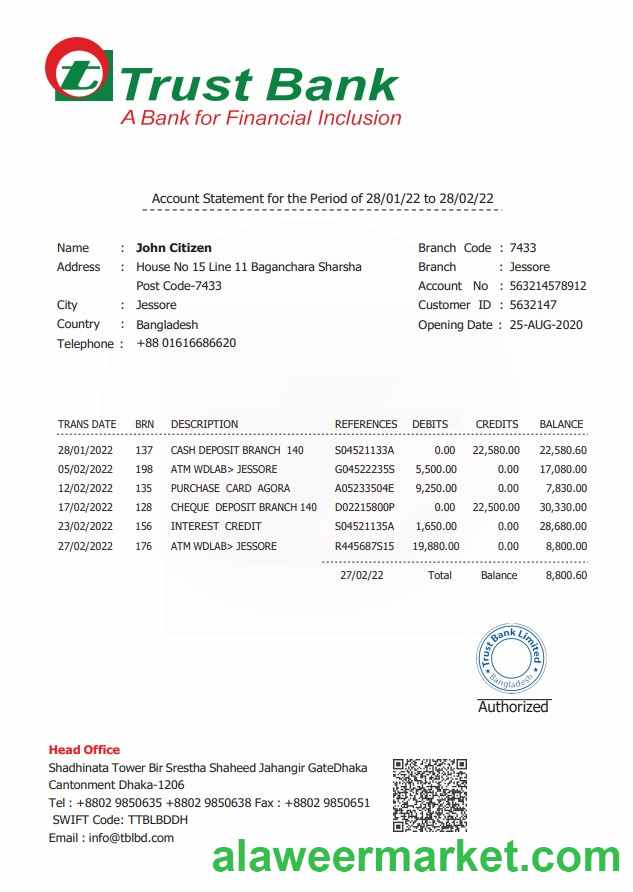 Trust Bank
A Bank for Financial Inclusion
Account Statement for the Period of 28/01/22 to 28/02/22
Name : John Citizen
Address : House No 15 Line 11 Baganchara Sharsha
Post Code-7433
City : Jessore
Country : Bangladesh
Telephone : +88 01616686620
Branch Code : 7433
Branch : Jessore
Account No : 563214578912
Customer ID : 5632147
Opening Date : 25-AUG-2020
TRANS DATE BRN DESCRIPTION REFERENCES DEBITS CREDITS BALANCE
28/01/2022 137 CASH DEPOSIT BRANCH 140 S04521133A 0.00 22,580.00 22,580.60
05/02/2022 198 ATM WDLAB> JESSORE G04522235S 5,500.00 0.00 17,080.00
12/02/2022 135 PURCHASE CARD AGORA A05233504E 9,250.00 0.00 7,830.00
17/02/2022 128 CHEQUE DEPOSIT BRANCH 140 D02215800P 0.00 22,500.00 30,330.00
23/02/2022 156 INTEREST CREDIT S04521135A 1,650.00 0.00 28,680.00
27/02/2022 176 ATM WDLAB> JESSORE R445687S15 19,880.00 0.00 8,800.00
27/02/22 Total Balance 8,800.60
Trust Bank Limited
Bangladesh
Authorized
Head Office
Shadhinata Tower Bir Srestha Shaheed Jahangir GateDhaka
Cantonment Dhaka-1206
Tel : +8802 9850635 +8802 9850638 Fax : +8802 9850651
SWIFT Code: TTBLBDDH
Email : info@tblbd.com
alaweermarket.com